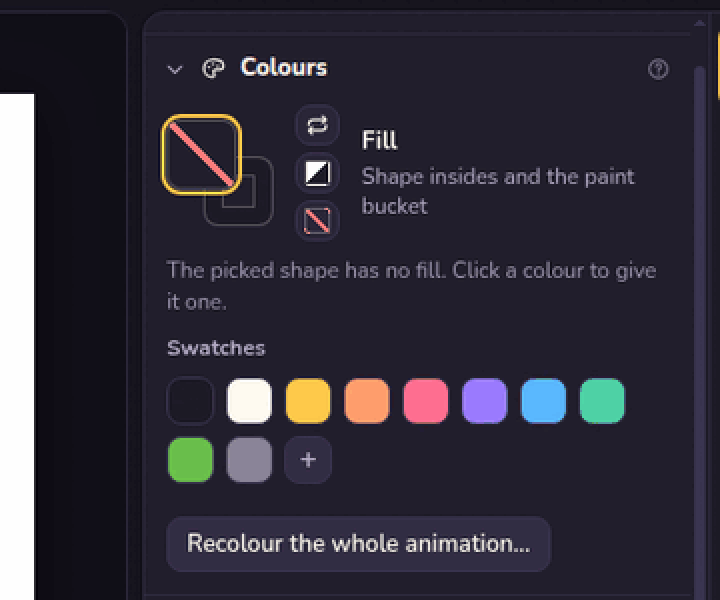 Colours
Fill
Shape insides and the paint
bucket
The picked shape has no fill. Click a colour to give
it one.
Swatches
+
Recolour the whole animation...